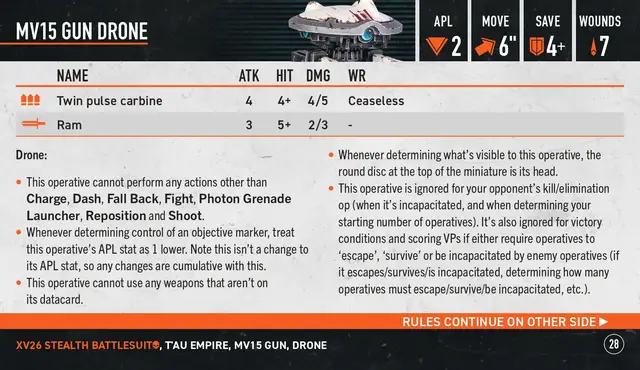 MV15 GUN DRONE
APL
2
MOVE
6"
SAVE
4+
WOUNDS
7
NAME ATK HIT DMG WR
Twin pulse carbine 4 4+ 4/5 Ceaseless
Ram 3 5+ 2/3 -
Drone:
• This operative cannot perform any actions other than
Charge, Dash, Fall Back, Fight, Photon Grenade
Launcher, Reposition and Shoot.
• Whenever determining control of an objective marker, treat
this operative's APL stat as 1 lower. Note this isn't a change to
its APL stat, so any changes are cumulative with this.
• This operative cannot use any weapons that aren't on
its datacard.
• Whenever determining what's visible to this operative, the
round disc at the top of the miniature is its head.
• This operative is ignored for your opponent's kill/elimination
op (when it's incapacitated, and when determining your
starting number of operatives). It's also ignored for victory
conditions and scoring VPs if either require operatives to
'escape', 'survive' or be incapacitated by enemy operatives (if
it escapes/survives/is incapacitated, determining how many
operatives must escape/survive/be incapacitated, etc.).
RULES CONTINUE ON OTHER SIDE ▶
XV26 STEALTH BATTLESUIT, T'AU EMPIRE, MV15 GUN, DRONE
28